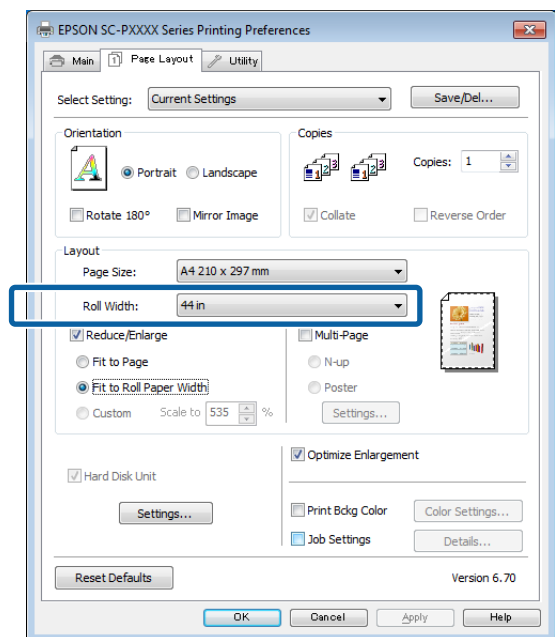 EPSON SC-PXXXX Series Printing Preferences
Main Page Layout Utility
Select Setting: Current Settings Save/Del...
Orientation Copies
Portrait Landscape Copies: 1
Rotate 180° Mirror Image Collate Reverse Order
Layout
Page Size: A4 210 x 297 mm
Roll Width: 44 in
Reduce/Enlarge Multi-Page
Fit to Page N-up
Fit to Roll Paper Width Poster
Custom Scale to 535 % Settings...
Optimize Enlargement
Hard Disk Unit
Settings... Print Bckg Color Color Settings...
Job Settings Details...
Reset Defaults Version 6.70
OK Cancel Apply Help